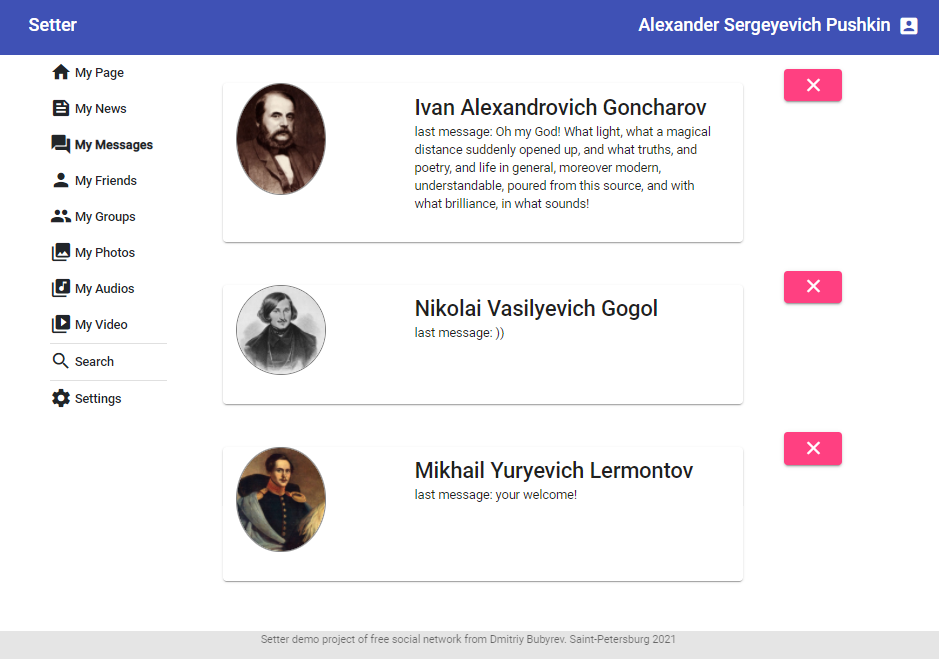 Setter
Alexander Sergeyevich Pushkin
My Page
My News
My Messages
My Friends
My Groups
My Photos
My Audios
My Video
Search
Settings
Ivan Alexandrovich Goncharov
last message: Oh my God! What light, what a magical
distance suddenly opened up, and what truths, and
poetry, and life in general, moreover modern,
understandable, poured from this source, and with
what brilliance, in what sounds!
Nikolai Vasilyevich Gogol
last message: ))
Mikhail Yuryevich Lermontov
last message: your welcome!
Setter demo project of free social network from Dmitriy Bubyrev. Saint-Petersburg 2021